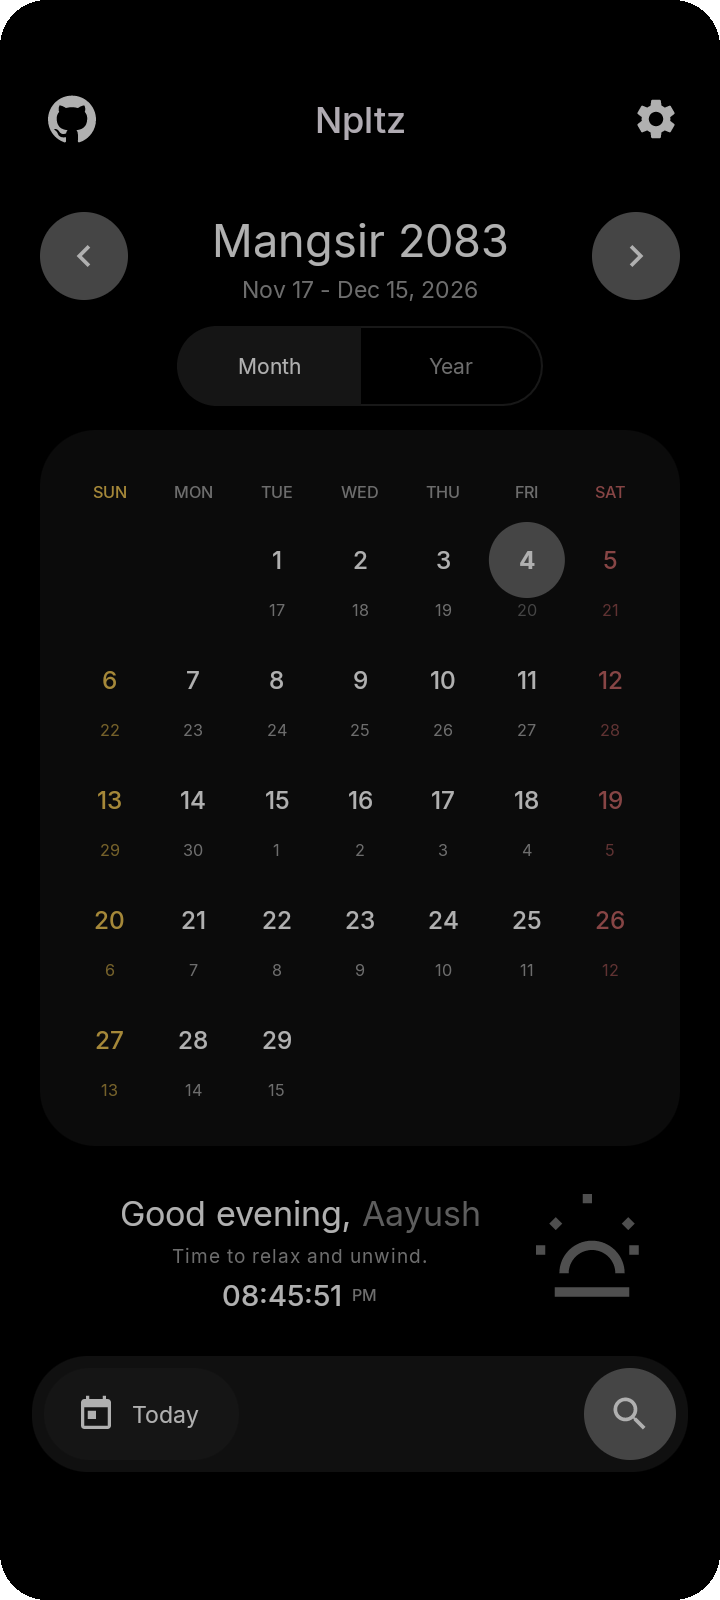 Npltz
Mangsir 2083
Nov 17 - Dec 15, 2026
Month Year
SUN MON TUE WED THU FRI SAT
1 2 3 4 5
17 18 19 20 21
6 7 8 9 10 11 12
22 23 24 25 26 27 28
13 14 15 16 17 18 19
29 30 1 2 3 4 5
20 21 22 23 24 25 26
6 7 8 9 10 11 12
27 28 29
13 14 15
Good evening, Aayush
Time to relax and unwind.
08:45:51 PM
Today